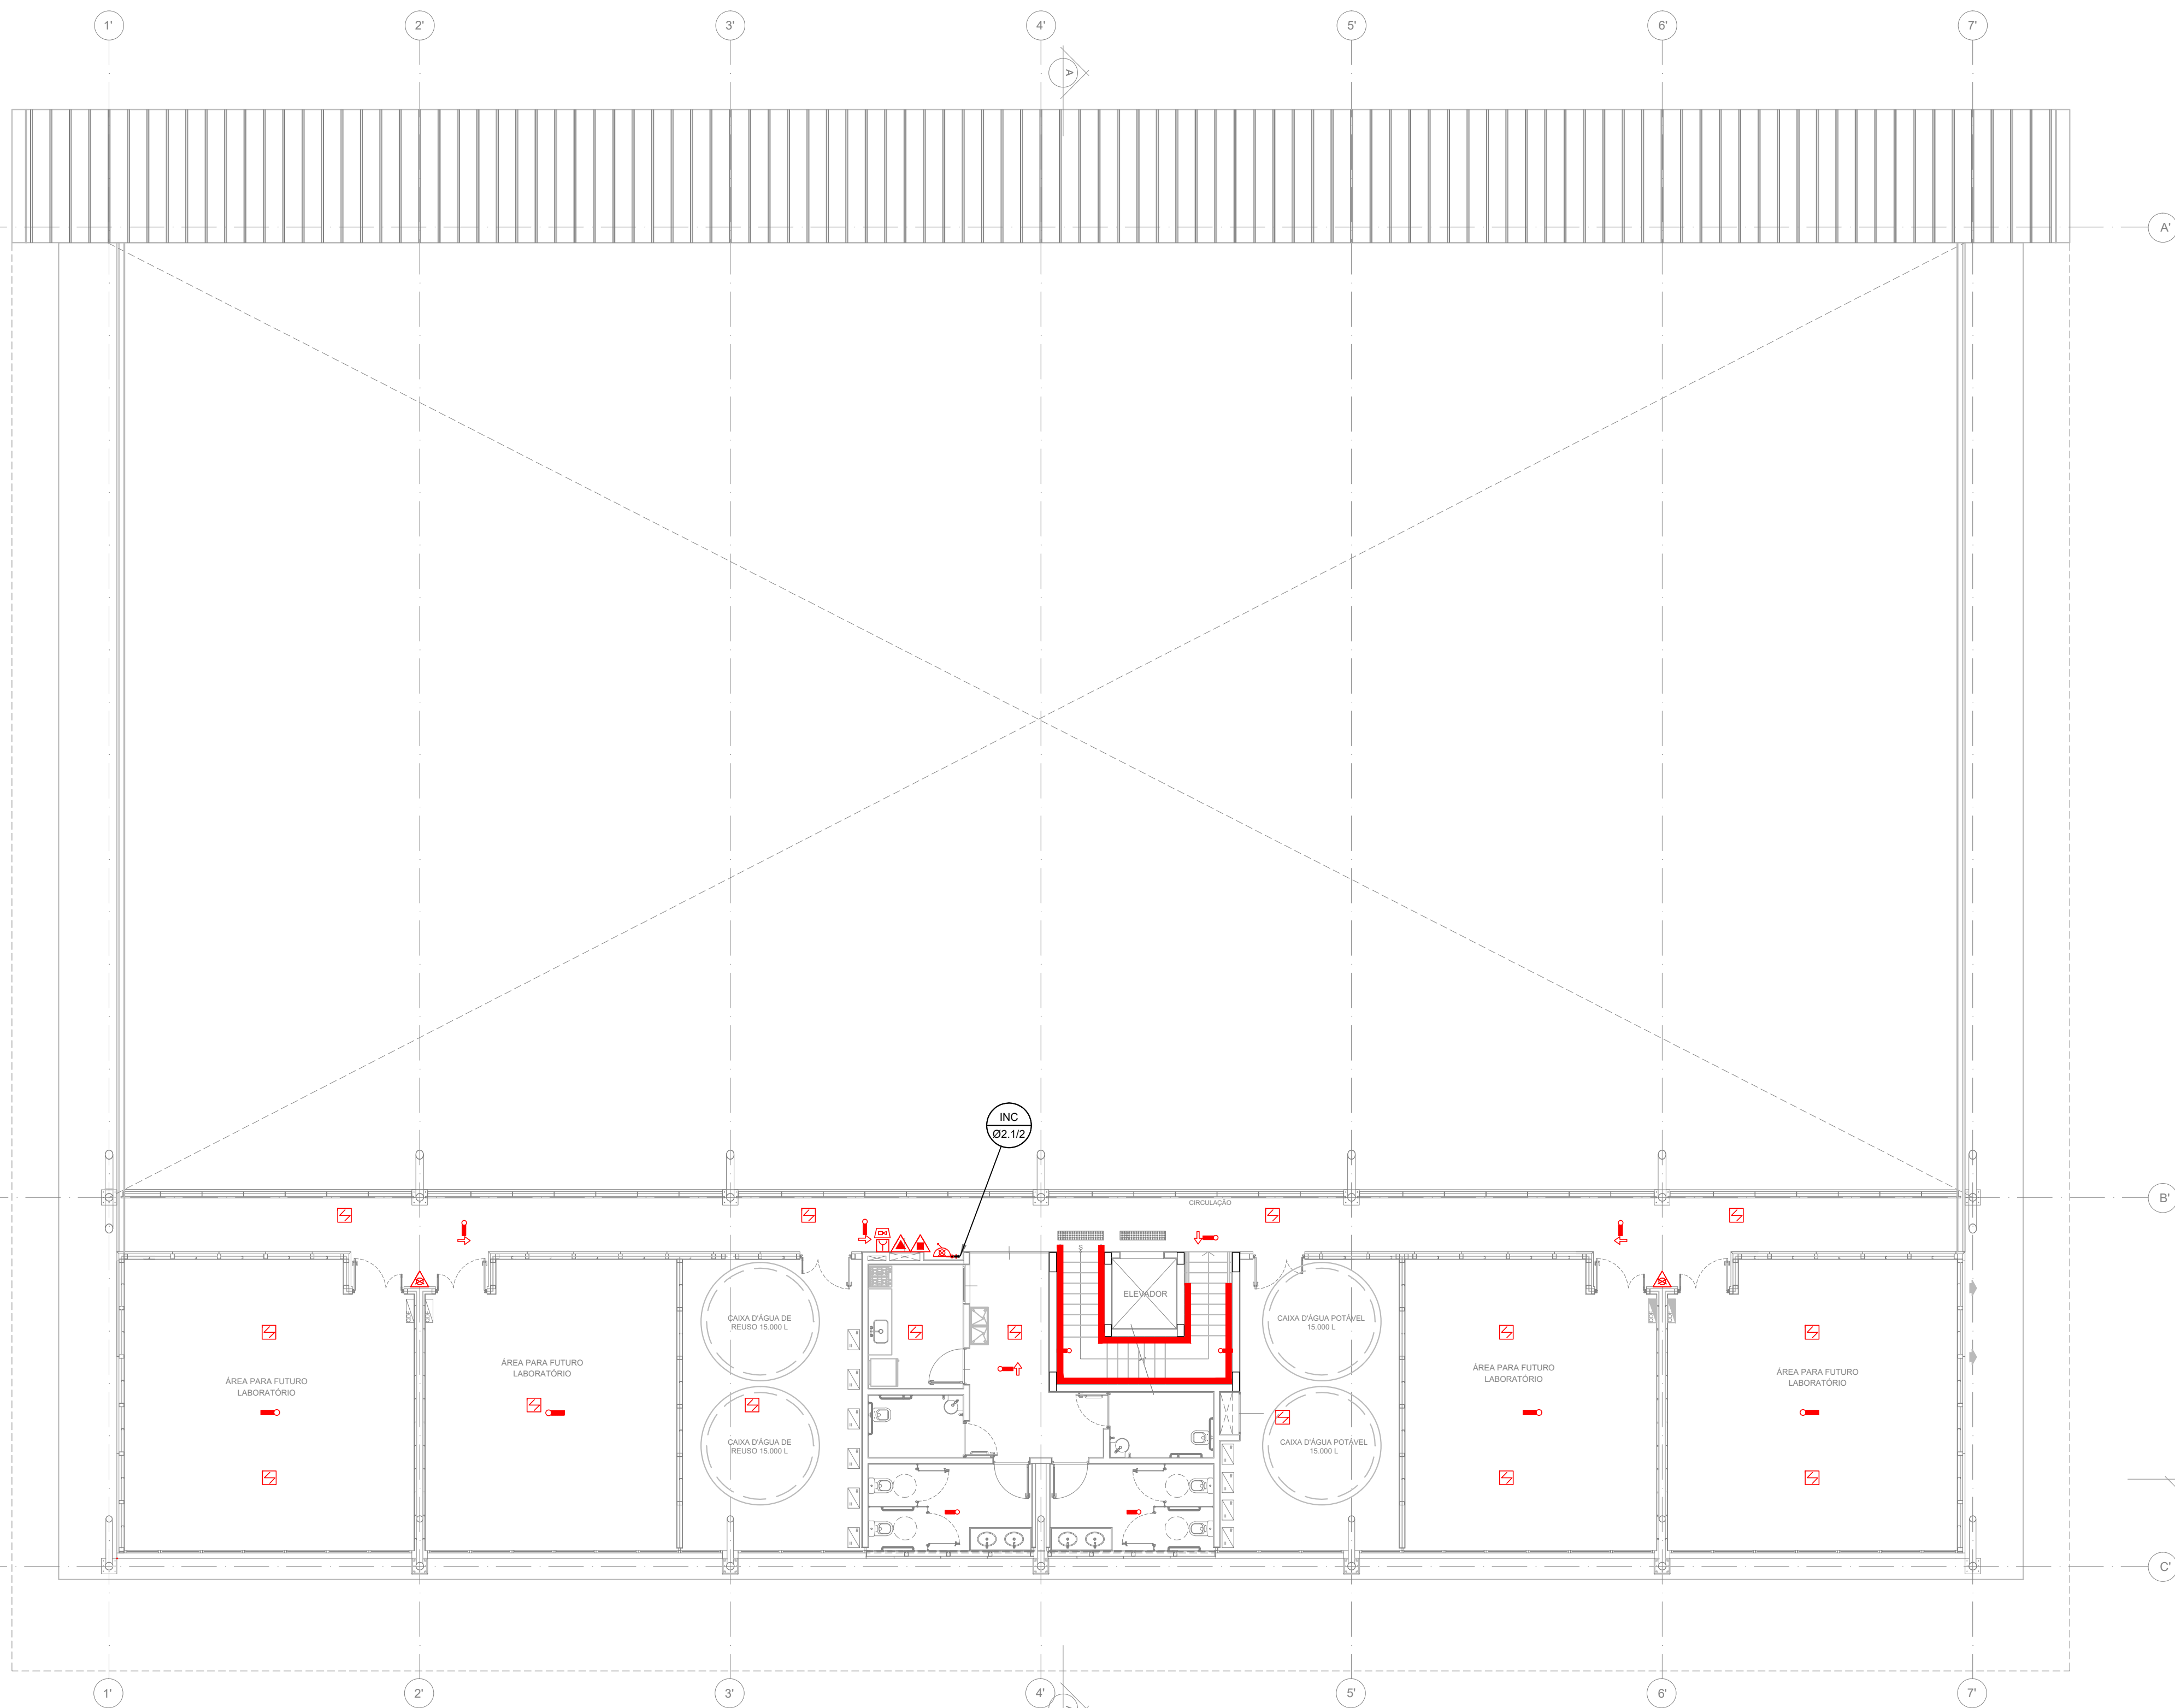 1'
2'
3'
4'
5'
6'
7'
A
A'
INC
Ø2.1/2
B'
CIRCULAÇÃO
S
ELEVADOR
CAIXA D'ÁGUA DE
REUSO 15.000 L
CAIXA D'ÁGUA POTÁVEL
15.000 L
ÁREA PARA FUTURO
LABORATÓRIO
ÁREA PARA FUTURO
LABORATÓRIO
ÁREA PARA FUTURO
LABORATÓRIO
ÁREA PARA FUTURO
LABORATÓRIO
CAIXA D'ÁGUA DE
REUSO 15.000 L
CAIXA D'ÁGUA POTÁVEL
15.000 L
C'
1'
2'
3'
4'
5'
6'
7'